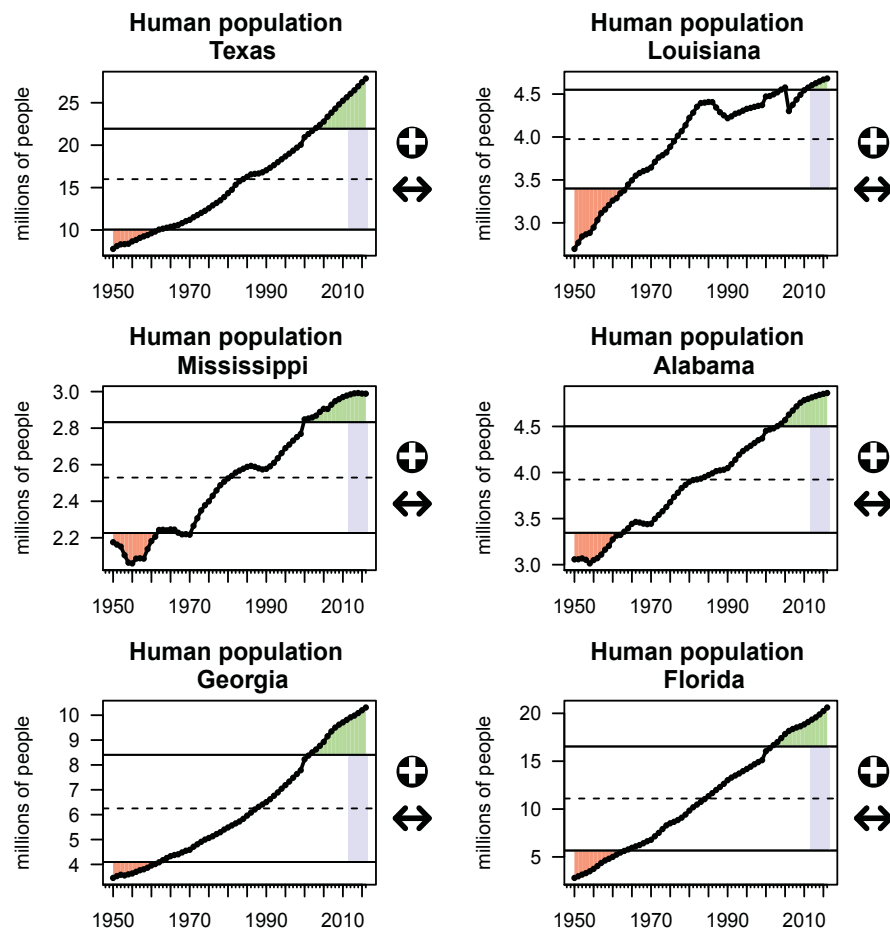 Human population
Texas
millions of people
25
20
15
10
1950 1970 1990 2010
Human population
Louisiana
millions of people
4.5
4.0
3.5
3.0
1950 1970 1990 2010
Human population
Mississippi
millions of people
3.0
2.8
2.6
2.4
2.2
1950 1970 1990 2010
Human population
Alabama
millions of people
4.5
4.0
3.5
3.0
1950 1970 1990 2010
Human population
Georgia
millions of people
10
9
8
7
6
5
4
1950 1970 1990 2010
Human population
Florida
millions of people
20
15
10
5
1950 1970 1990 2010